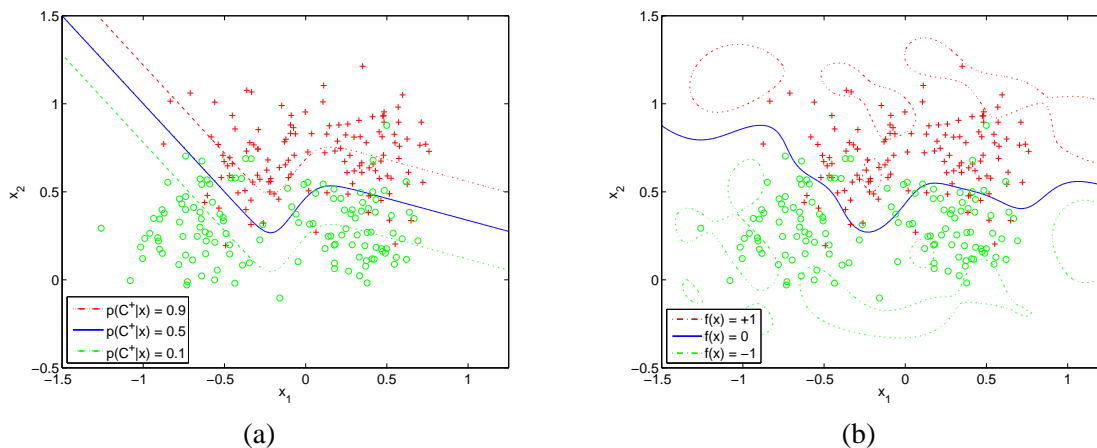 1.5
1
0.5
0
−0.5
−1.5
−1
−0.5
0
0.5
1
x1
x2
p(C+|x) = 0.9
p(C+|x) = 0.5
p(C+|x) = 0.1
(a)
1.5
1
0.5
0
−0.5
−1.5
−1
−0.5
0
0.5
1
x1
x2
f(x) = +1
f(x) = 0
f(x) = −1
(b)